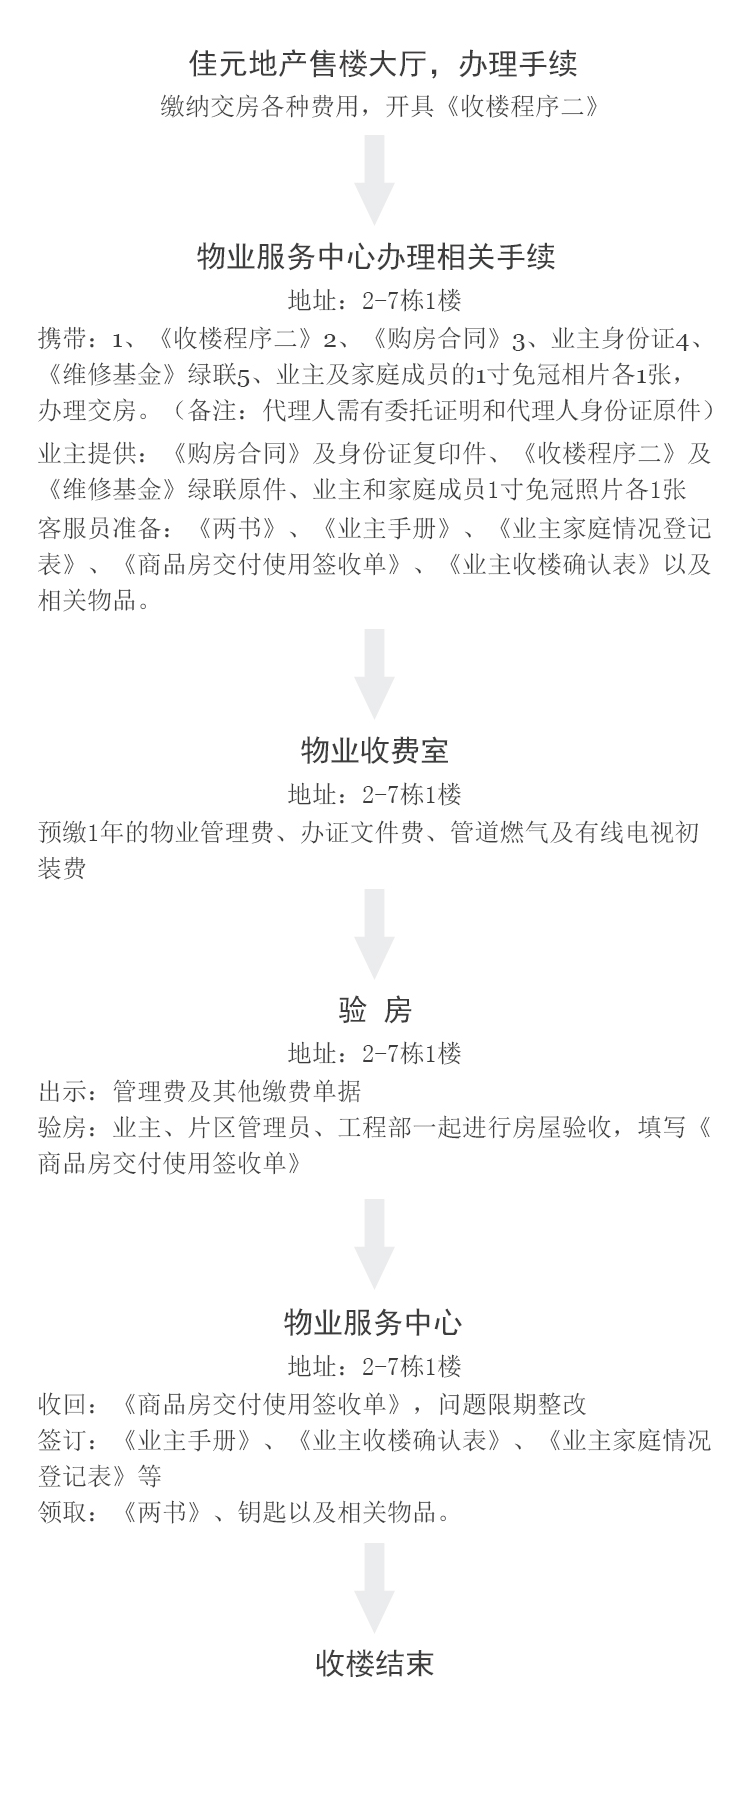 佳元地产售楼大厅，办理手续
缴纳交房各种费用，开具《收楼程序二》
物业服务中心办理相关手续
地址：2-7栋1楼
携带：1、《收楼程序二》2、《购房合同》3、业主身份证4、
《维修基金》绿联5、业主及家庭成员的1寸免冠相片各1张，
办理交房。（备注：代理人需有委托证明和代理人身份证原件）
业主提供：《购房合同》及身份证复印件、《收楼程序二》及
《维修基金》绿联原件、业主和家庭成员1寸免冠照片各1张
客服员准备：《两书》、《业主手册》、《业主家庭情况登记
表》、《商品房交付使用签收单》、《业主收楼确认表》以及
相关物品。
物业收费室
地址：2-7栋1楼
预缴1年的物业管理费、办证文件费、管道燃气及有线电视初
装费
验 房
地址：2-7栋1楼
出示：管理费及其他缴费单据
验房：业主、片区管理员、工程部一起进行房屋验收，填写《
商品房交付使用签收单》
物业服务中心
地址：2-7栋1楼
收回：《商品房交付使用签收单》，问题限期整改
签订：《业主手册》、《业主收楼确认表》、《业主家庭情况
登记表》等
领取：《两书》、钥匙以及相关物品。
收楼结束